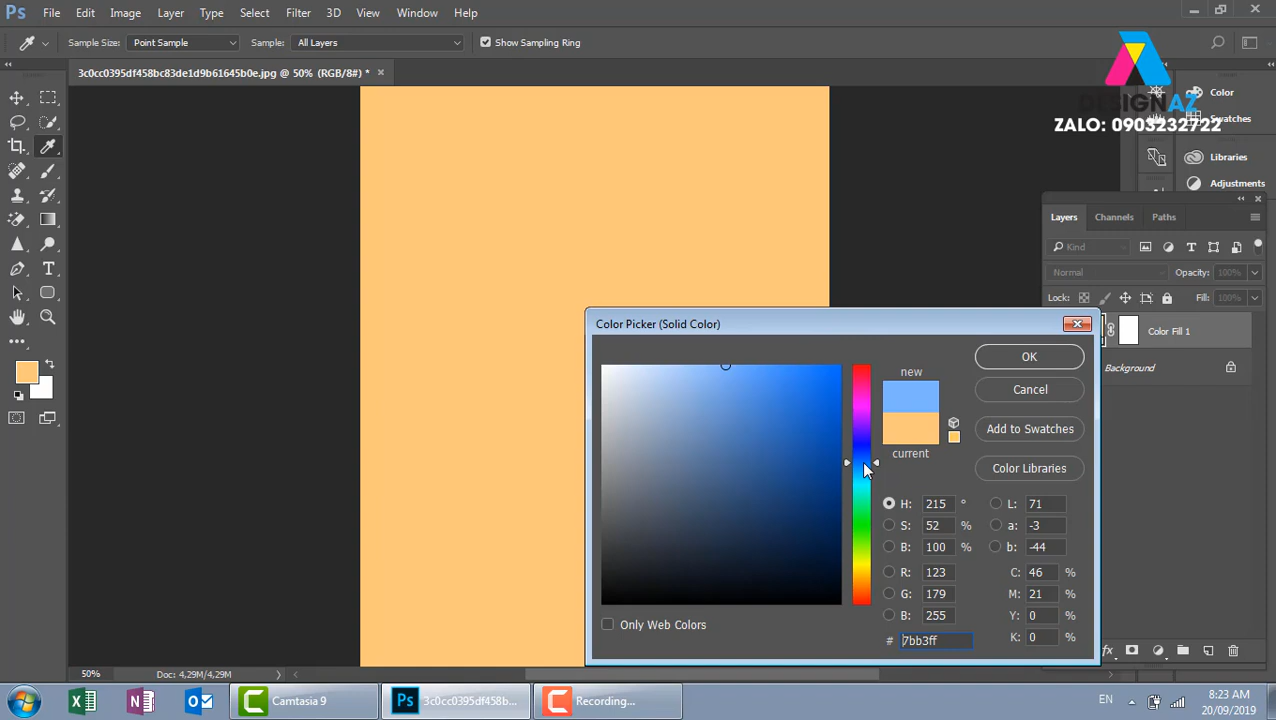 Ps File Edit Image Layer Type Select Filter 3D View Window Help
Sample Size: Point Sample Sample: All Layers Show Sampling Ring
3c0cc0395df458bc83de1d9b61645b0e.jpg @ 50% (RGB/8#) *
DESIGNAZ
ZALO: 0903232722
Color
Swatches
Libraries
Adjustments
Layers Channels Paths
Kind
Normal Opacity: 100%
Lock: Fill: 100%
Color Fill 1
Background
Color Picker (Solid Color)
new
current
OK
Cancel
Add to Swatches
Color Libraries
H: 215 ° L: 71
S: 52 % a: -3
B: 100 % b: -44
R: 123 C: 46 %
G: 179 M: 21 %
B: 255 Y: 0 %
# 7bb3ff K: 0 %
Only Web Colors
fx
50% Doc: 4,29M/4,29M
Camtasia 9 Ps 3c0cc0395df458b... Recording...
EN 8:23 AM
20/09/2019